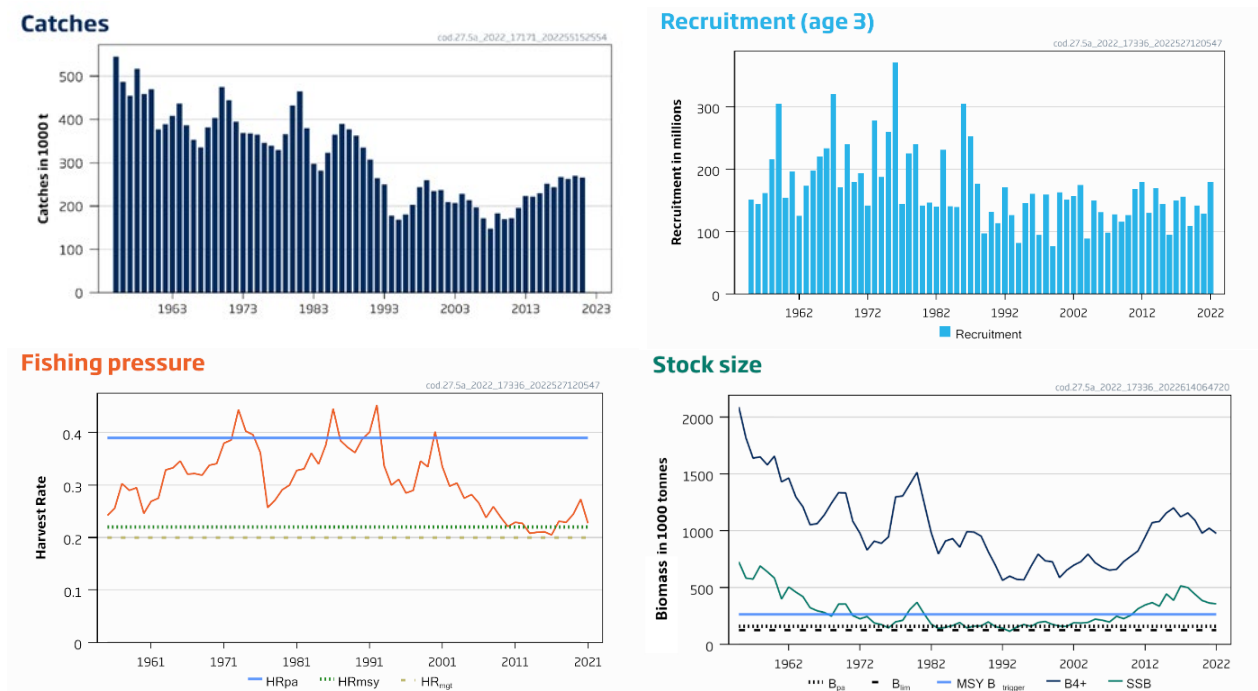 Catches
cod.27.5a_2022_17171_202255152554
Catches in 1000 t
500
400
300
200
100
0
1963 1973 1983 1993 2003 2013 2023
Recruitment (age 3)
cod.27.5a_2022_17336_2022527120547
Recruitment in millions
300
200
100
0
1962 1972 1982 1992 2002 2012 2022
Recruitment
Fishing pressure
cod.27.5a_2022_17336_2022527120547
Harvest Rate
0.4
0.3
0.2
0.1
0
1961 1971 1981 1991 2001 2011 2021
HRpa HRmsy HRmgt
Stock size
cod.27.5a_2022_17336_2022614064720
Biomass in 1000 tonnes
2000
1500
1000
500
0
1962 1972 1982 1992 2002 2012 2022
Bpa Blim MSY B trigger B4+ SSB